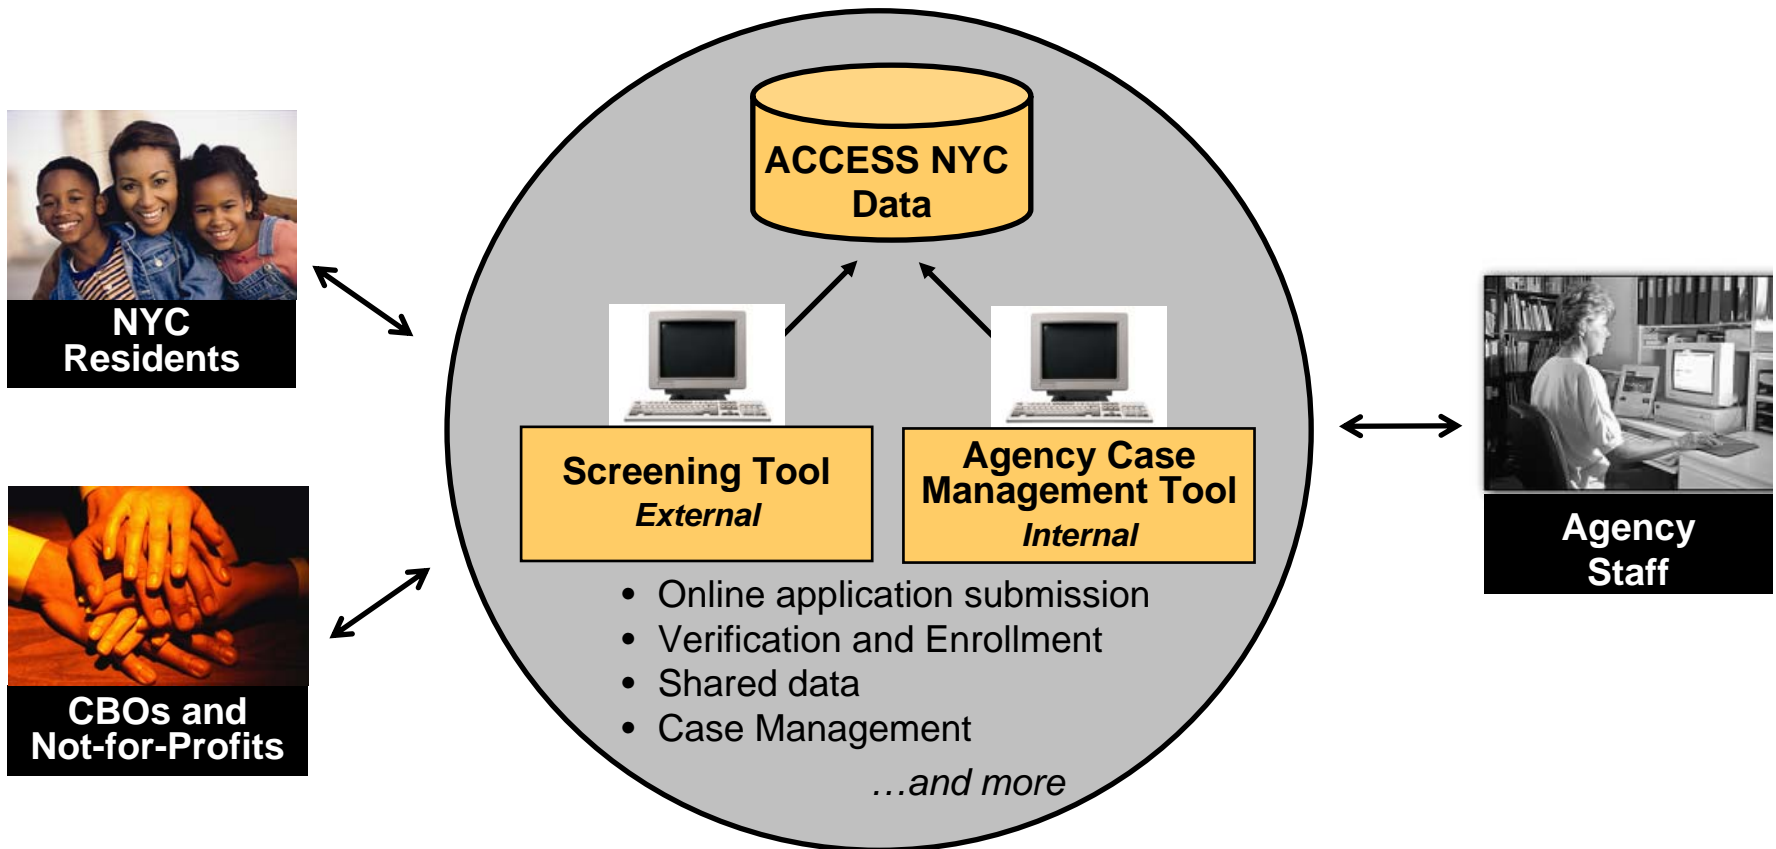 ACCESS NYC
Data
NYC
Residents
Screening Tool
External
Agency Case
Management Tool
Internal
Agency
Staff
• Online application submission
• Verification and Enrollment
• Shared data
• Case Management
...and more
CBOs and
Not-for-Profits